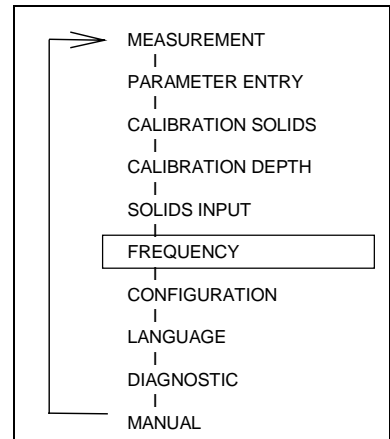 MEASUREMENT
PARAMETER ENTRY
CALIBRATION SOLIDS
CALIBRATION DEPTH
SOLIDS INPUT
FREQUENCY
CONFIGURATION
LANGUAGE
DIAGNOSTIC
MANUAL